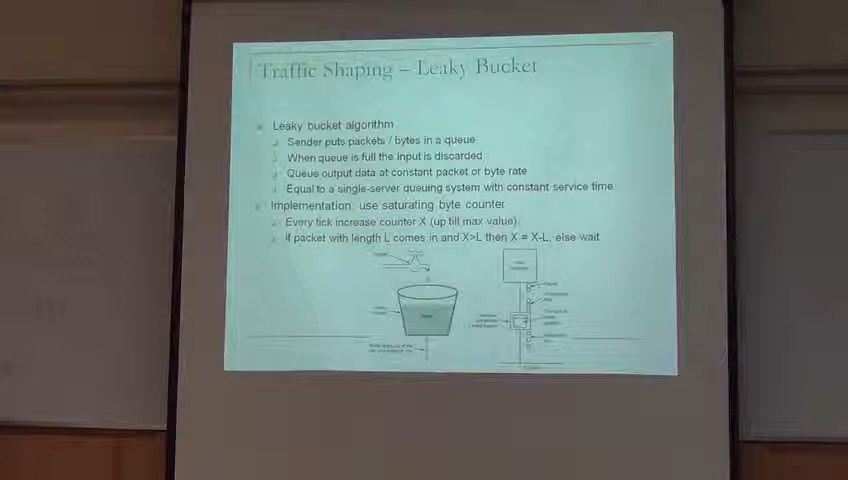 Traffic Shaping – Leaky Bucket
Leaky bucket algorithm
Sender puts packets / bytes in a queue
When queue is full the input is discarded
Queue output data at constant packet or byte rate
Equal to a single-server queuing system with constant service time
Implementation: use saturating byte counter
Every tick increase counter X (up till max value)
If packet with length L comes in and X>L then X = X-L, else wait